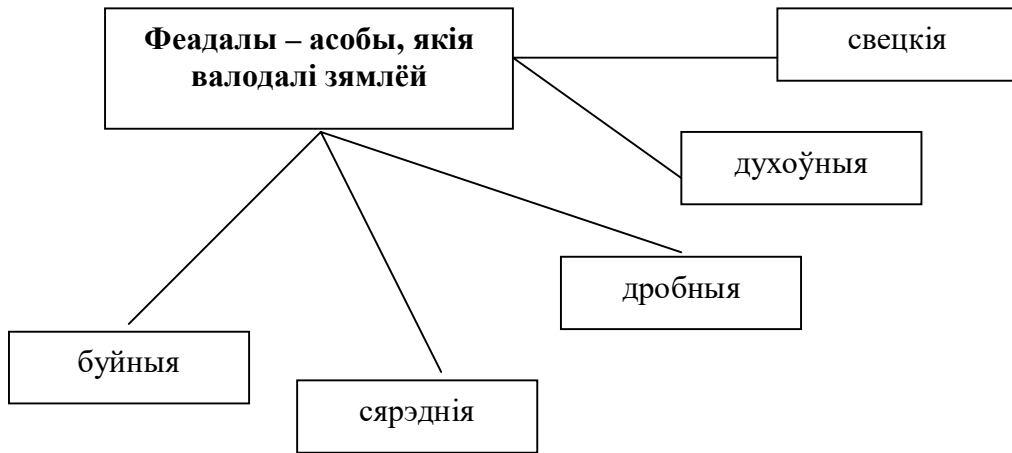 Феадалы – асобы, якія
валодалі зямлёй
свецкія
духоўныя
дробныя
буйныя
сярэднія